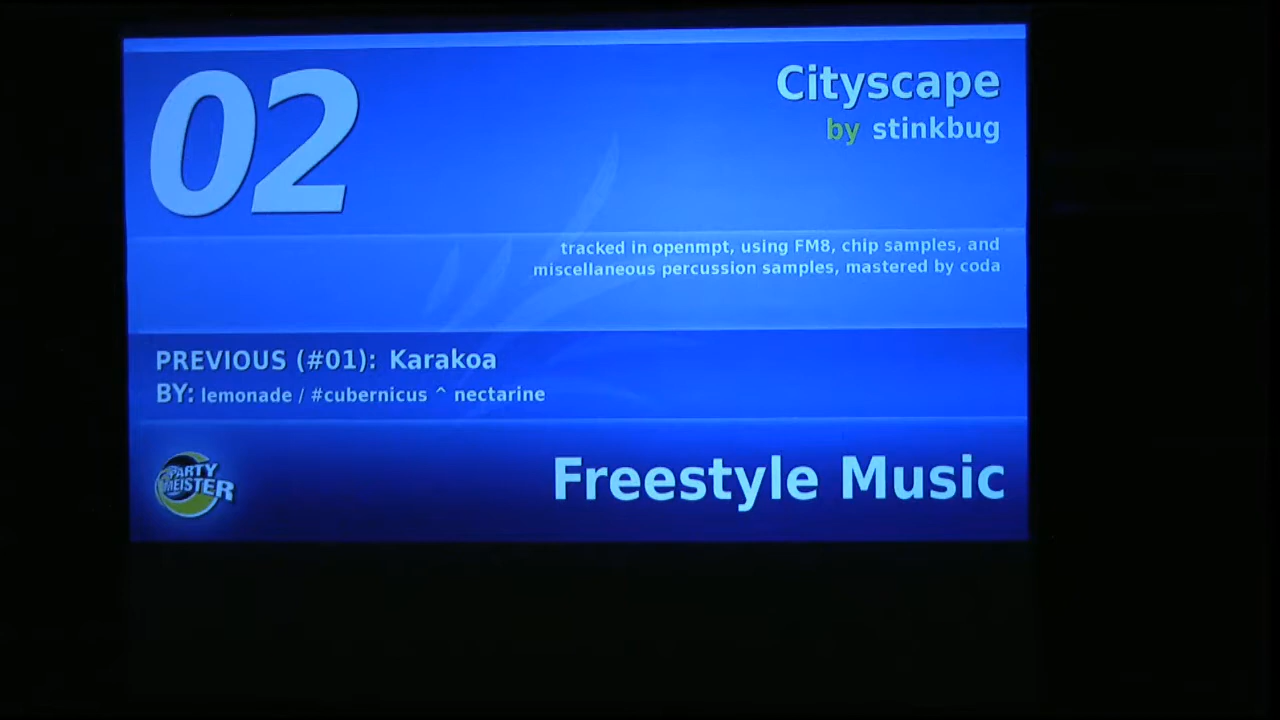 02
Cityscape
by stinkbug
tracked in openmpt, using FM8, chip samples, and
miscellaneous percussion samples, mastered by coda
PREVIOUS (#01): Karakoa
BY: lemonade / #cubernicus ^ nectarine
PARTY
MEISTER
Freestyle Music